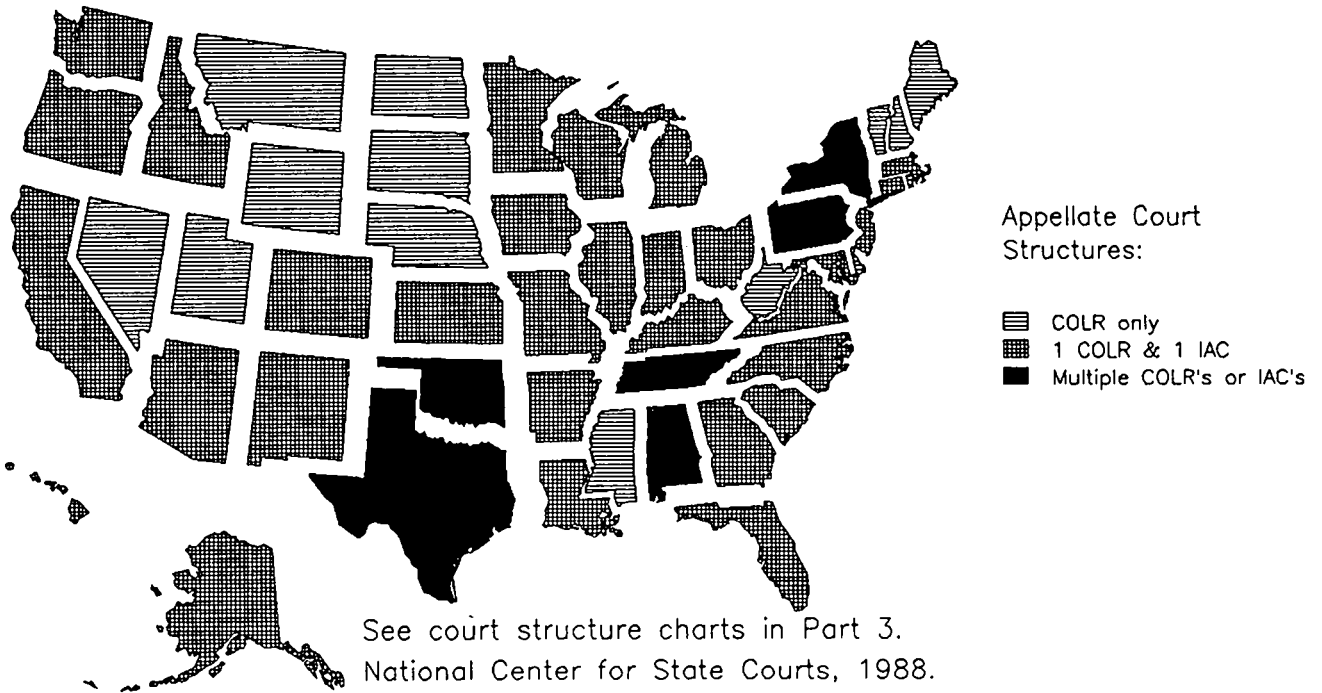 Appellate Court
Structures:
COLR only
1 COLR & 1 IAC
Multiple COLR's or IAC's
See court structure charts in Part 3.
National Center for State Courts, 1988.